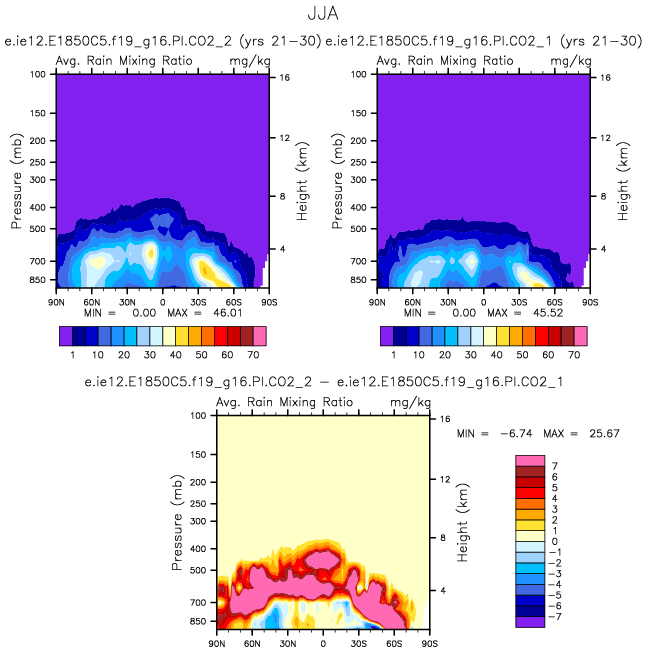 JJA
e.ie12.E1850C5.f19_g16.PI.CO2_2 (yrs 21-30) e.ie12.E1850C5.f19_g16.PI.CO2_1 (yrs 21-30)
Avg. Rain Mixing Ratio mg/kg Avg. Rain Mixing Ratio mg/kg
Pressure (mb)
100
150
200
250
300
400
500
700
850
16
12
8
4
Height (km)
90N 60N 30N 0 30S 60S 90S
MIN = 0.00 MAX = 46.01
1 10 20 30 40 50 60 70
Pressure (mb)
100
150
200
250
300
400
500
700
850
16
12
8
4
Height (km)
90N 60N 30N 0 30S 60S 90S
MIN = 0.00 MAX = 45.52
1 10 20 30 40 50 60 70
e.ie12.E1850C5.f19_g16.PI.CO2_2 - e.ie12.E1850C5.f19_g16.PI.CO2_1
Avg. Rain Mixing Ratio mg/kg
Pressure (mb)
100
150
200
250
300
400
500
700
850
16
12
8
4
Height (km)
90N 60N 30N 0 30S 60S 90S
MIN = -6.74 MAX = 25.67
7
6
5
4
3
2
1
0
-1
-2
-3
-4
-5
-6
-7